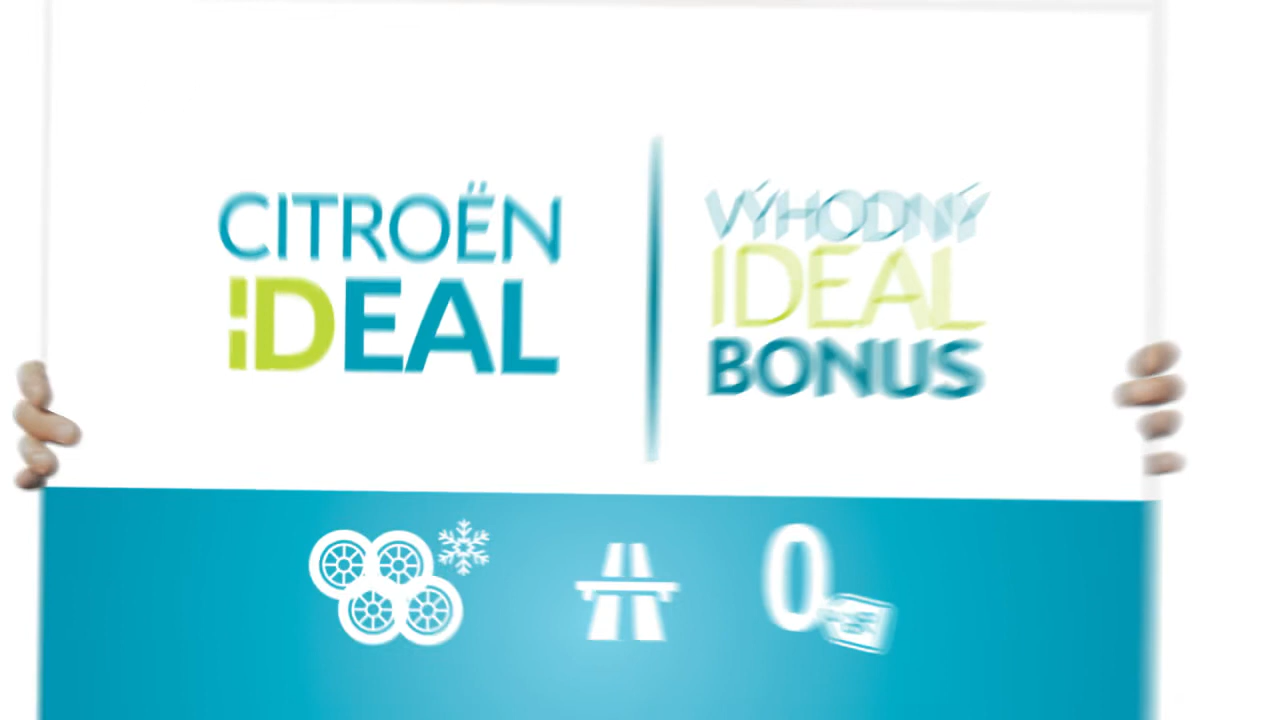 CITROËN
iDEAL
VÝHODNÝ
IDEAL
BONUS
0